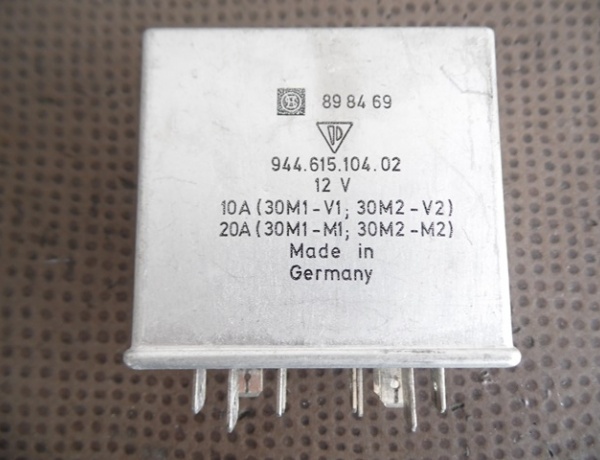 89 84 69
944.615.104.02
12 V
10A (30M1-V1; 30M2-V2)
20A (30M1-M1; 30M2-M2)
Made in
Germany